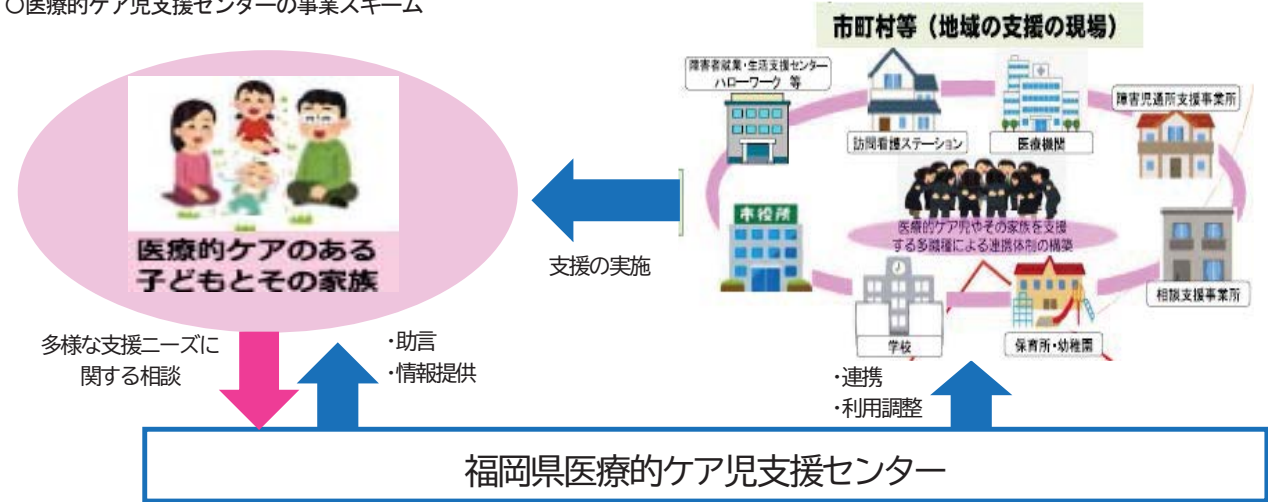 ○医療的ケア児支援センターの事業スキーム
市町村等（地域の支援の現場）
障害者就業・生活支援センター
ハローワーク 等
訪問看護ステーション
医療機関
障害児通所支援事業所
市役所
医療的ケア児やその家族を支援
する多職種による連携体制の構築
相談支援事業所
学校
保育所・幼稚園
医療的ケアのある
子どもとその家族
支援の実施
多様な支援ニーズに
関する相談
・助言
・情報提供
・連携
・利用調整
福岡県医療的ケア児支援センター